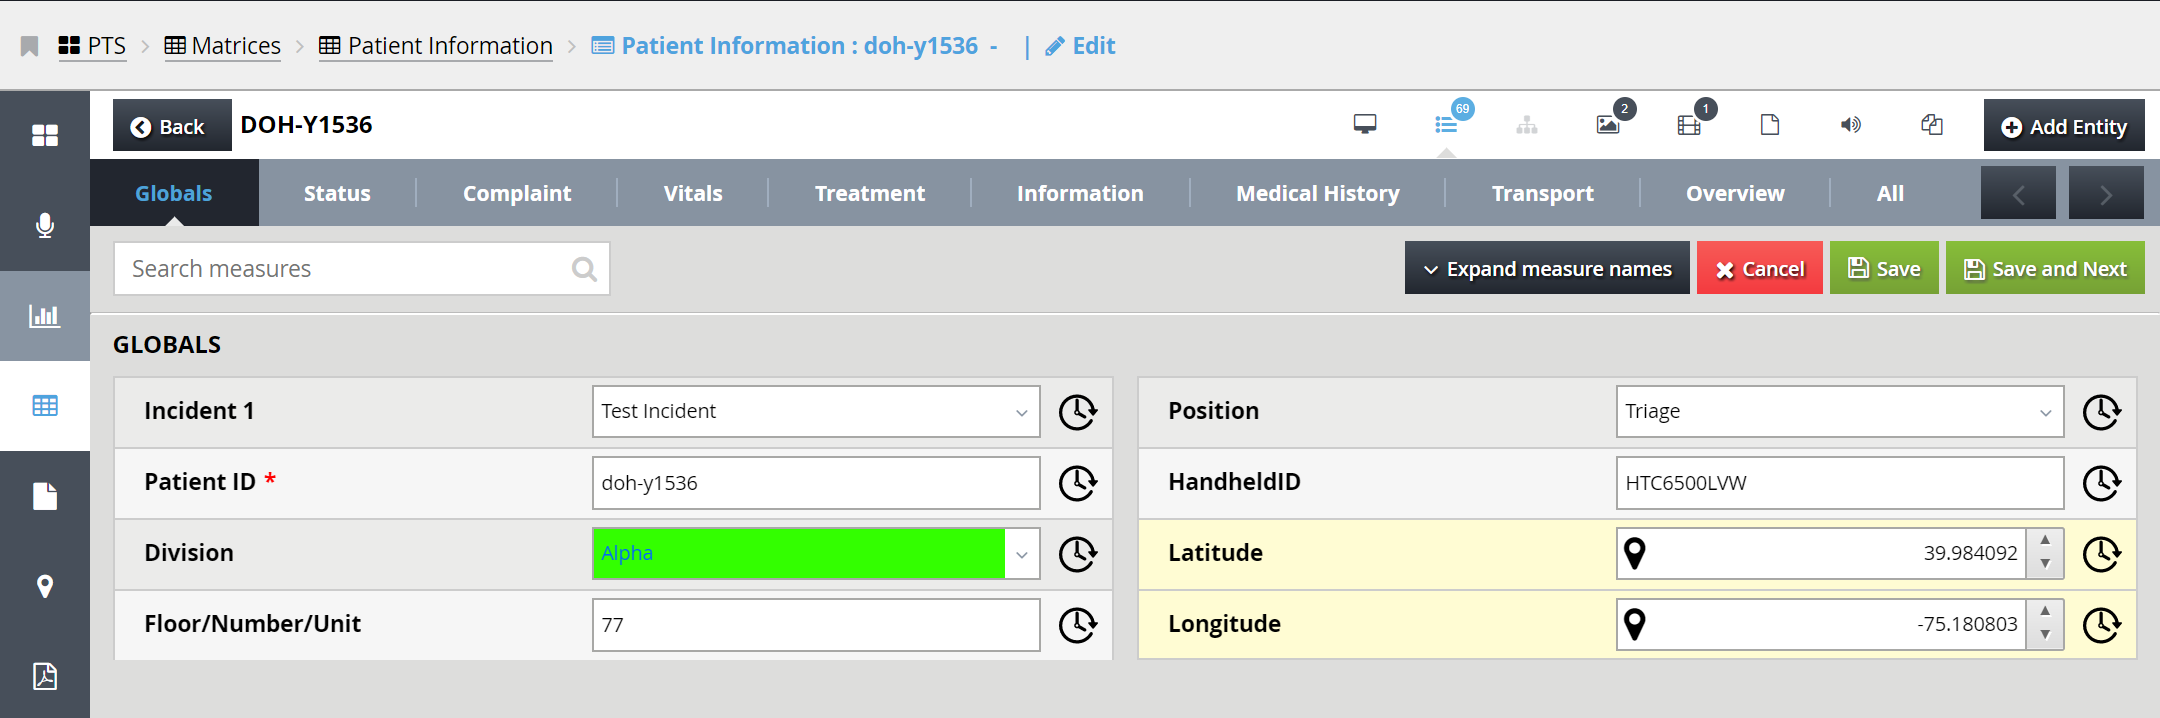 PTS > Matrices > Patient Information > Patient Information : doh-y1536 - | Edit
Back DOH-Y1536 69 2 1 Add Entity
Globals Status Complaint Vitals Treatment Information Medical History Transport Overview All
Search measures Expand measure names Cancel Save Save and Next
GLOBALS
Incident 1 Test Incident Position Triage
Patient ID * doh-y1536 HandheldID HTC6500LVW
Division Alpha Latitude 39.984092
Floor/Number/Unit 77 Longitude -75.180803